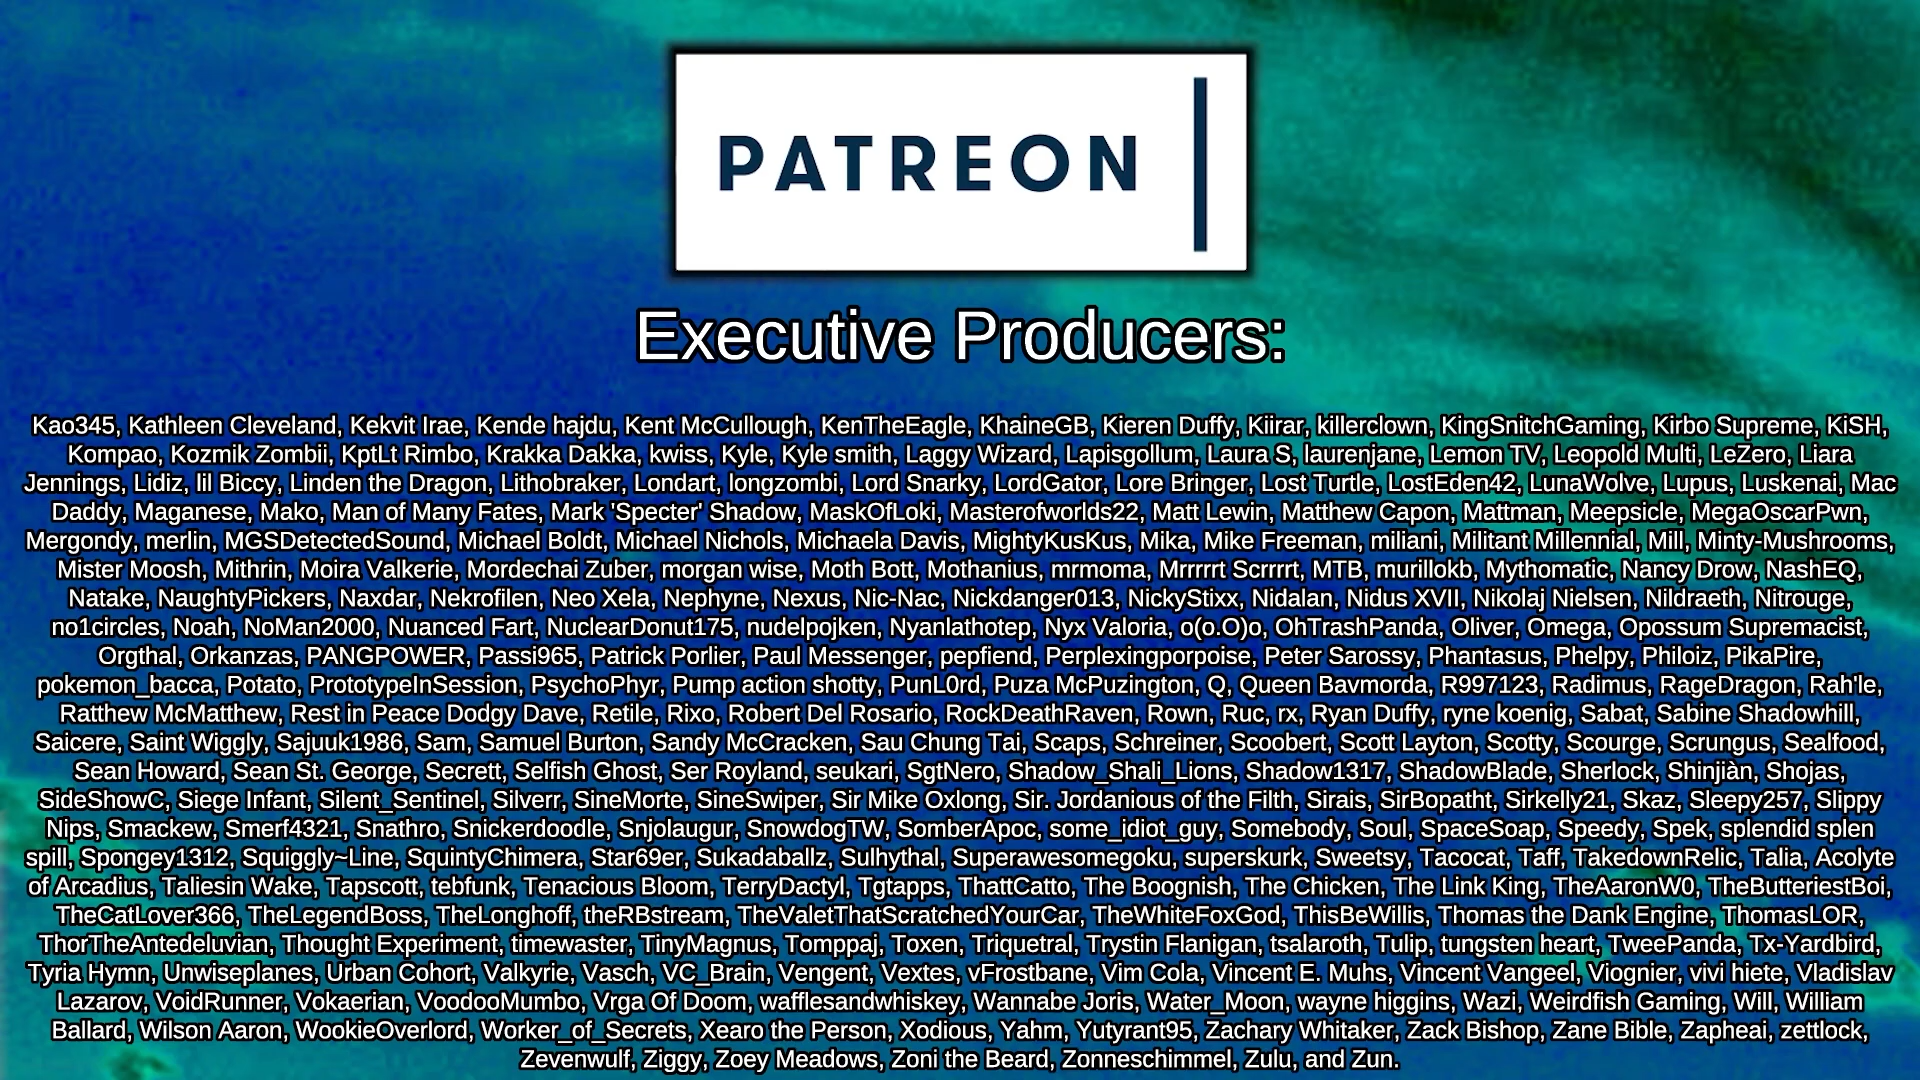 PATREON
Executive Producers:
Kao345, Kathleen Cleveland, Kekvit Irae, Kende hajdu, Kent McCullough, KenTheEagle, KhaineGB, Kieren Duffy, Kiirar, killerclown, KingSnitchGaming, Kirbo Supreme, KiSH,
Kompao, Kozmik Zombii, KptLt Rimbo, Krakka Dakka, kwiss, Kyle, Kyle smith, Laggy Wizard, Lapisgollum, Laura S, laurenjane, Lemon TV, Leopold Multi, LeZero, Liara
Jennings, Lidiz, lil Biccy, Linden the Dragon, Lithobraker, Londart, longzombi, Lord Snarky, LordGator, Lore Bringer, Lost Turtle, LostEden42, LunaWolve, Lupus, Luskenai, Mac
Daddy, Maganese, Mako, Man of Many Fates, Mark 'Specter' Shadow, MaskOfLoki, Masterofworlds22, Matt Lewin, Matthew Capon, Mattman, Meepsicle, MegaOscarPwn,
Mergondy, merlin, MGSDetectedSound, Michael Boldt, Michael Nichols, Michaela Davis, MightyKusKus, Mika, Mike Freeman, miliani, Militant Millennial, Mill, Minty-Mushrooms,
Mister Moosh, Mithrin, Moira Valkerie, Mordechai Zuber, morgan wise, Moth Bott, Mothanius, mrmoma, Mrrrrrt Scrrrrt, MTB, murillokb, Mythomatic, Nancy Drow, NashEQ,
Natake, NaughtyPickers, Naxdar, Nekrofilen, Neo Xela, Nephyne, Nexus, Nic-Nac, Nickdanger013, NickyStixx, Nidalan, Nidus XVII, Nikolaj Nielsen, Nildraeth, Nitrouge,
no1circles, Noah, NoMan2000, Nuanced Fart, NuclearDonut175, nudelpojken, Nyanlathotep, Nyx Valoria, o(o.O)o, OhTrashPanda, Oliver, Omega, Opossum Supremacist,
Orgthal, Orkanzas, PANGPOWER, Passi965, Patrick Porlier, Paul Messenger, pepfiend, Perplexingporpoise, Peter Sarossy, Phantasus, Phelpy, Philoiz, PikaPire,
pokemon_bacca, Potato, PrototypeInSession, PsychoPhyr, Pump action shotty, PunL0rd, Puza McPuzington, Q, Queen Bavmorda, R997123, Radimus, RageDragon, Rah'le,
Ratthew McMatthew, Rest in Peace Dodgy Dave, Retile, Rixo, Robert Del Rosario, RockDeathRaven, Rown, Ruc, rx, Ryan Duffy, ryne koenig, Sabat, Sabine Shadowhill,
Saicere, Saint Wiggly, Sajuuk1986, Sam, Samuel Burton, Sandy McCracken, Sau Chung Tai, Scaps, Schreiner, Scoobert, Scott Layton, Scotty, Scourge, Scrungus, Sealfood,
Sean Howard, Sean St. George, Secrett, Selfish Ghost, Ser Royland, seukari, SgtNero, Shadow_Shali_Lions, Shadow1317, ShadowBlade, Sherlock, Shinjiàn, Shojas,
SideShowC, Siege Infant, Silent_Sentinel, Silverr, SineMorte, SineSwiper, Sir Mike Oxlong, Sir. Jordanious of the Filth, Sirais, SirBopatht, Sirkelly21, Skaz, Sleepy257, Slippy
Nips, Smackew, Smerf4321, Snathro, Snickerdoodle, Snjolaugur, SnowdogTW, SomberApoc, some_idiot_guy, Somebody, Soul, SpaceSoap, Speedy, Spek, splendid splen
spill, Spongey1312, Squiggly~Line, SquintyChimera, Star69er, Sukadaballz, Sulhythal, Superawesomegoku, superskurk, Sweetsy, Tacocat, Taff, TakedownRelic, Talia, Acolyte
of Arcadius, Taliesin Wake, Tapscott, tebfunk, Tenacious Bloom, TerryDactyl, Tgtapps, ThattCatto, The Boognish, The Chicken, The Link King, TheAaronW0, TheButteriestBoi,
TheCatLover366, TheLegendBoss, TheLonghoff, theRBstream, TheValetThatScratchedYourCar, TheWhiteFoxGod, ThisBeWillis, Thomas the Dank Engine, ThomasLOR,
ThorTheAntedeluvian, Thought Experiment, timewaster, TinyMagnus, Tomppaj, Toxen, Triquetral, Trystin Flanigan, tsalaroth, Tulip, tungsten heart, TweePanda, Tx-Yardbird,
Tyria Hymn, Unwiseplanes, Urban Cohort, Valkyrie, Vasch, VC_Brain, Vengent, Vextes, vFrostbane, Vim Cola, Vincent E. Muhs, Vincent Vangeel, Viognier, vivi hiete, Vladislav
Lazarov, VoidRunner, Vokaerian, VoodooMumbo, Vrga Of Doom, wafflesandwhiskey, Wannabe Joris, Water_Moon, wayne higgins, Wazi, Weirdfish Gaming, Will, William
Ballard, Wilson Aaron, WookieOverlord, Worker_of_Secrets, Xearo the Person, Xodious, Yahm, Yutyrant95, Zachary Whitaker, Zack Bishop, Zane Bible, Zapheai, zettlock,
Zevenwulf, Ziggy, Zoey Meadows, Zoni the Beard, Zonneschimmel, Zulu, and Zun.